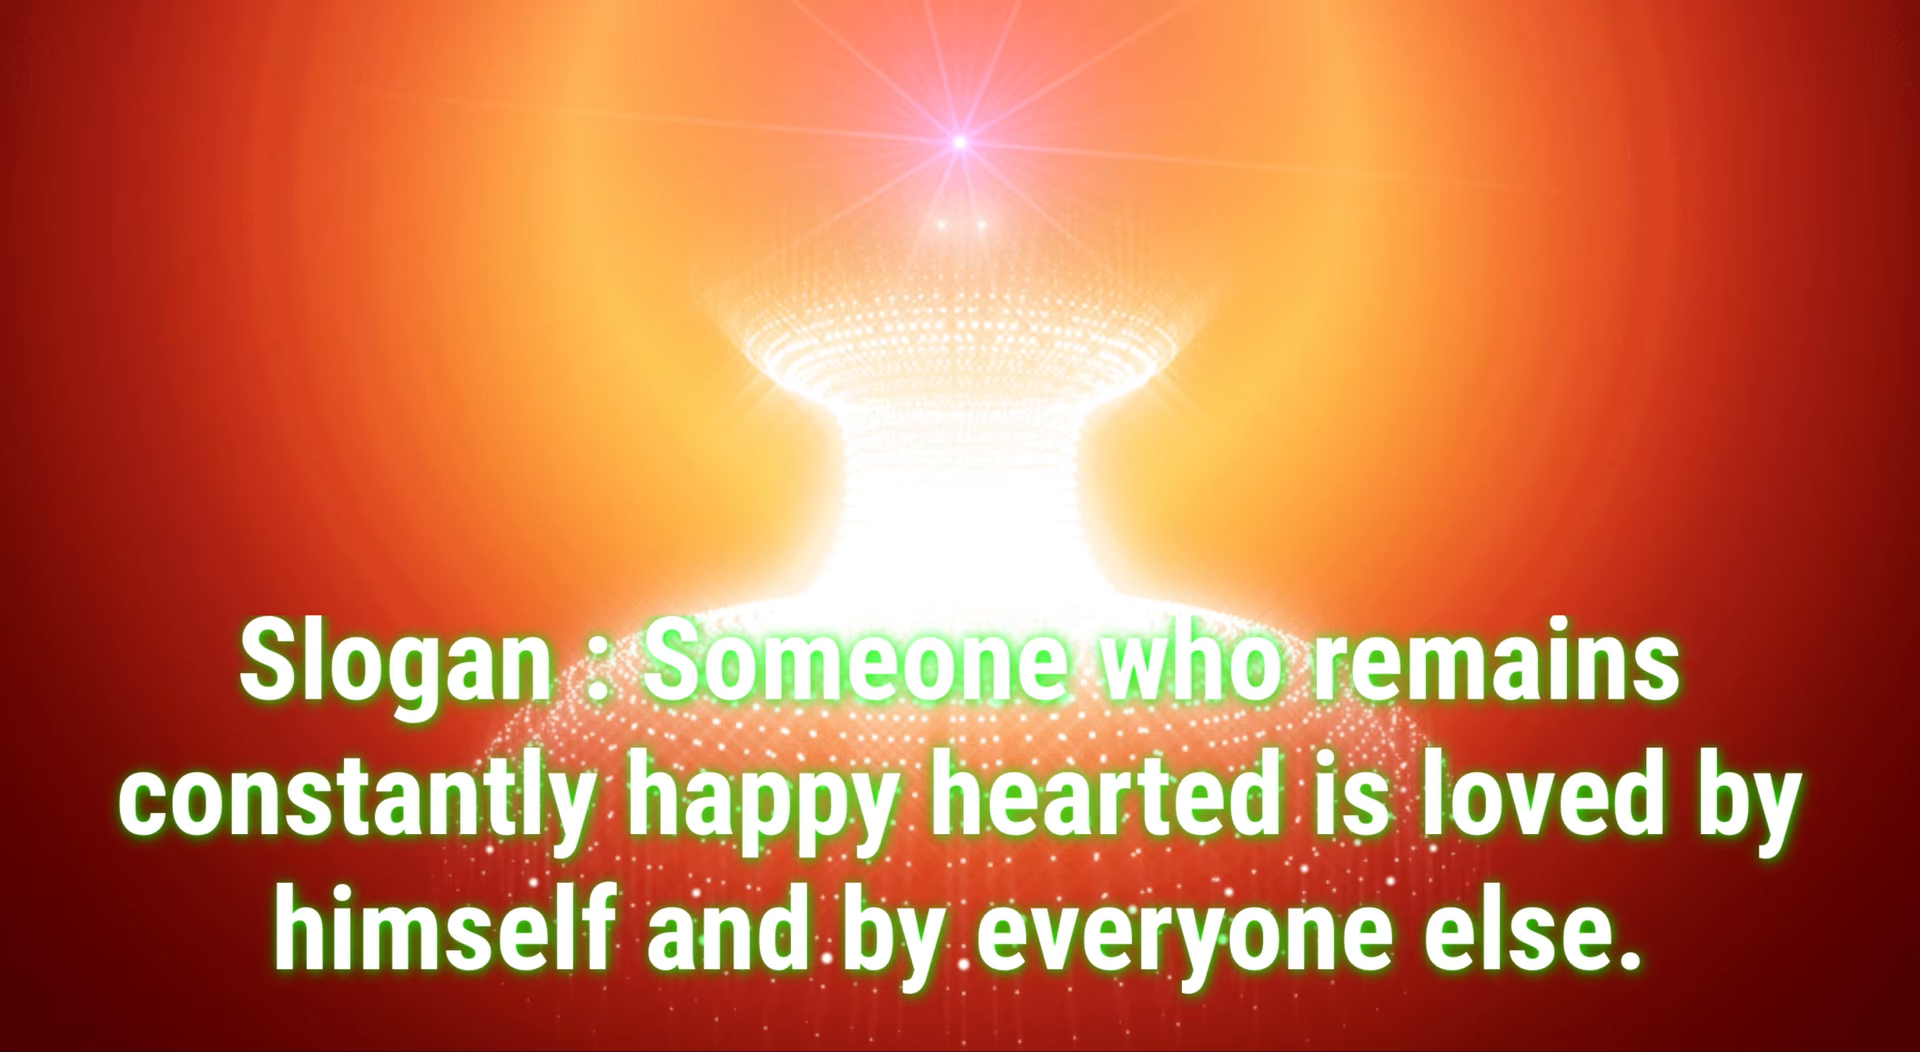 Slogan : Someone who remains
constantly happy hearted is loved by
himself and by everyone else.